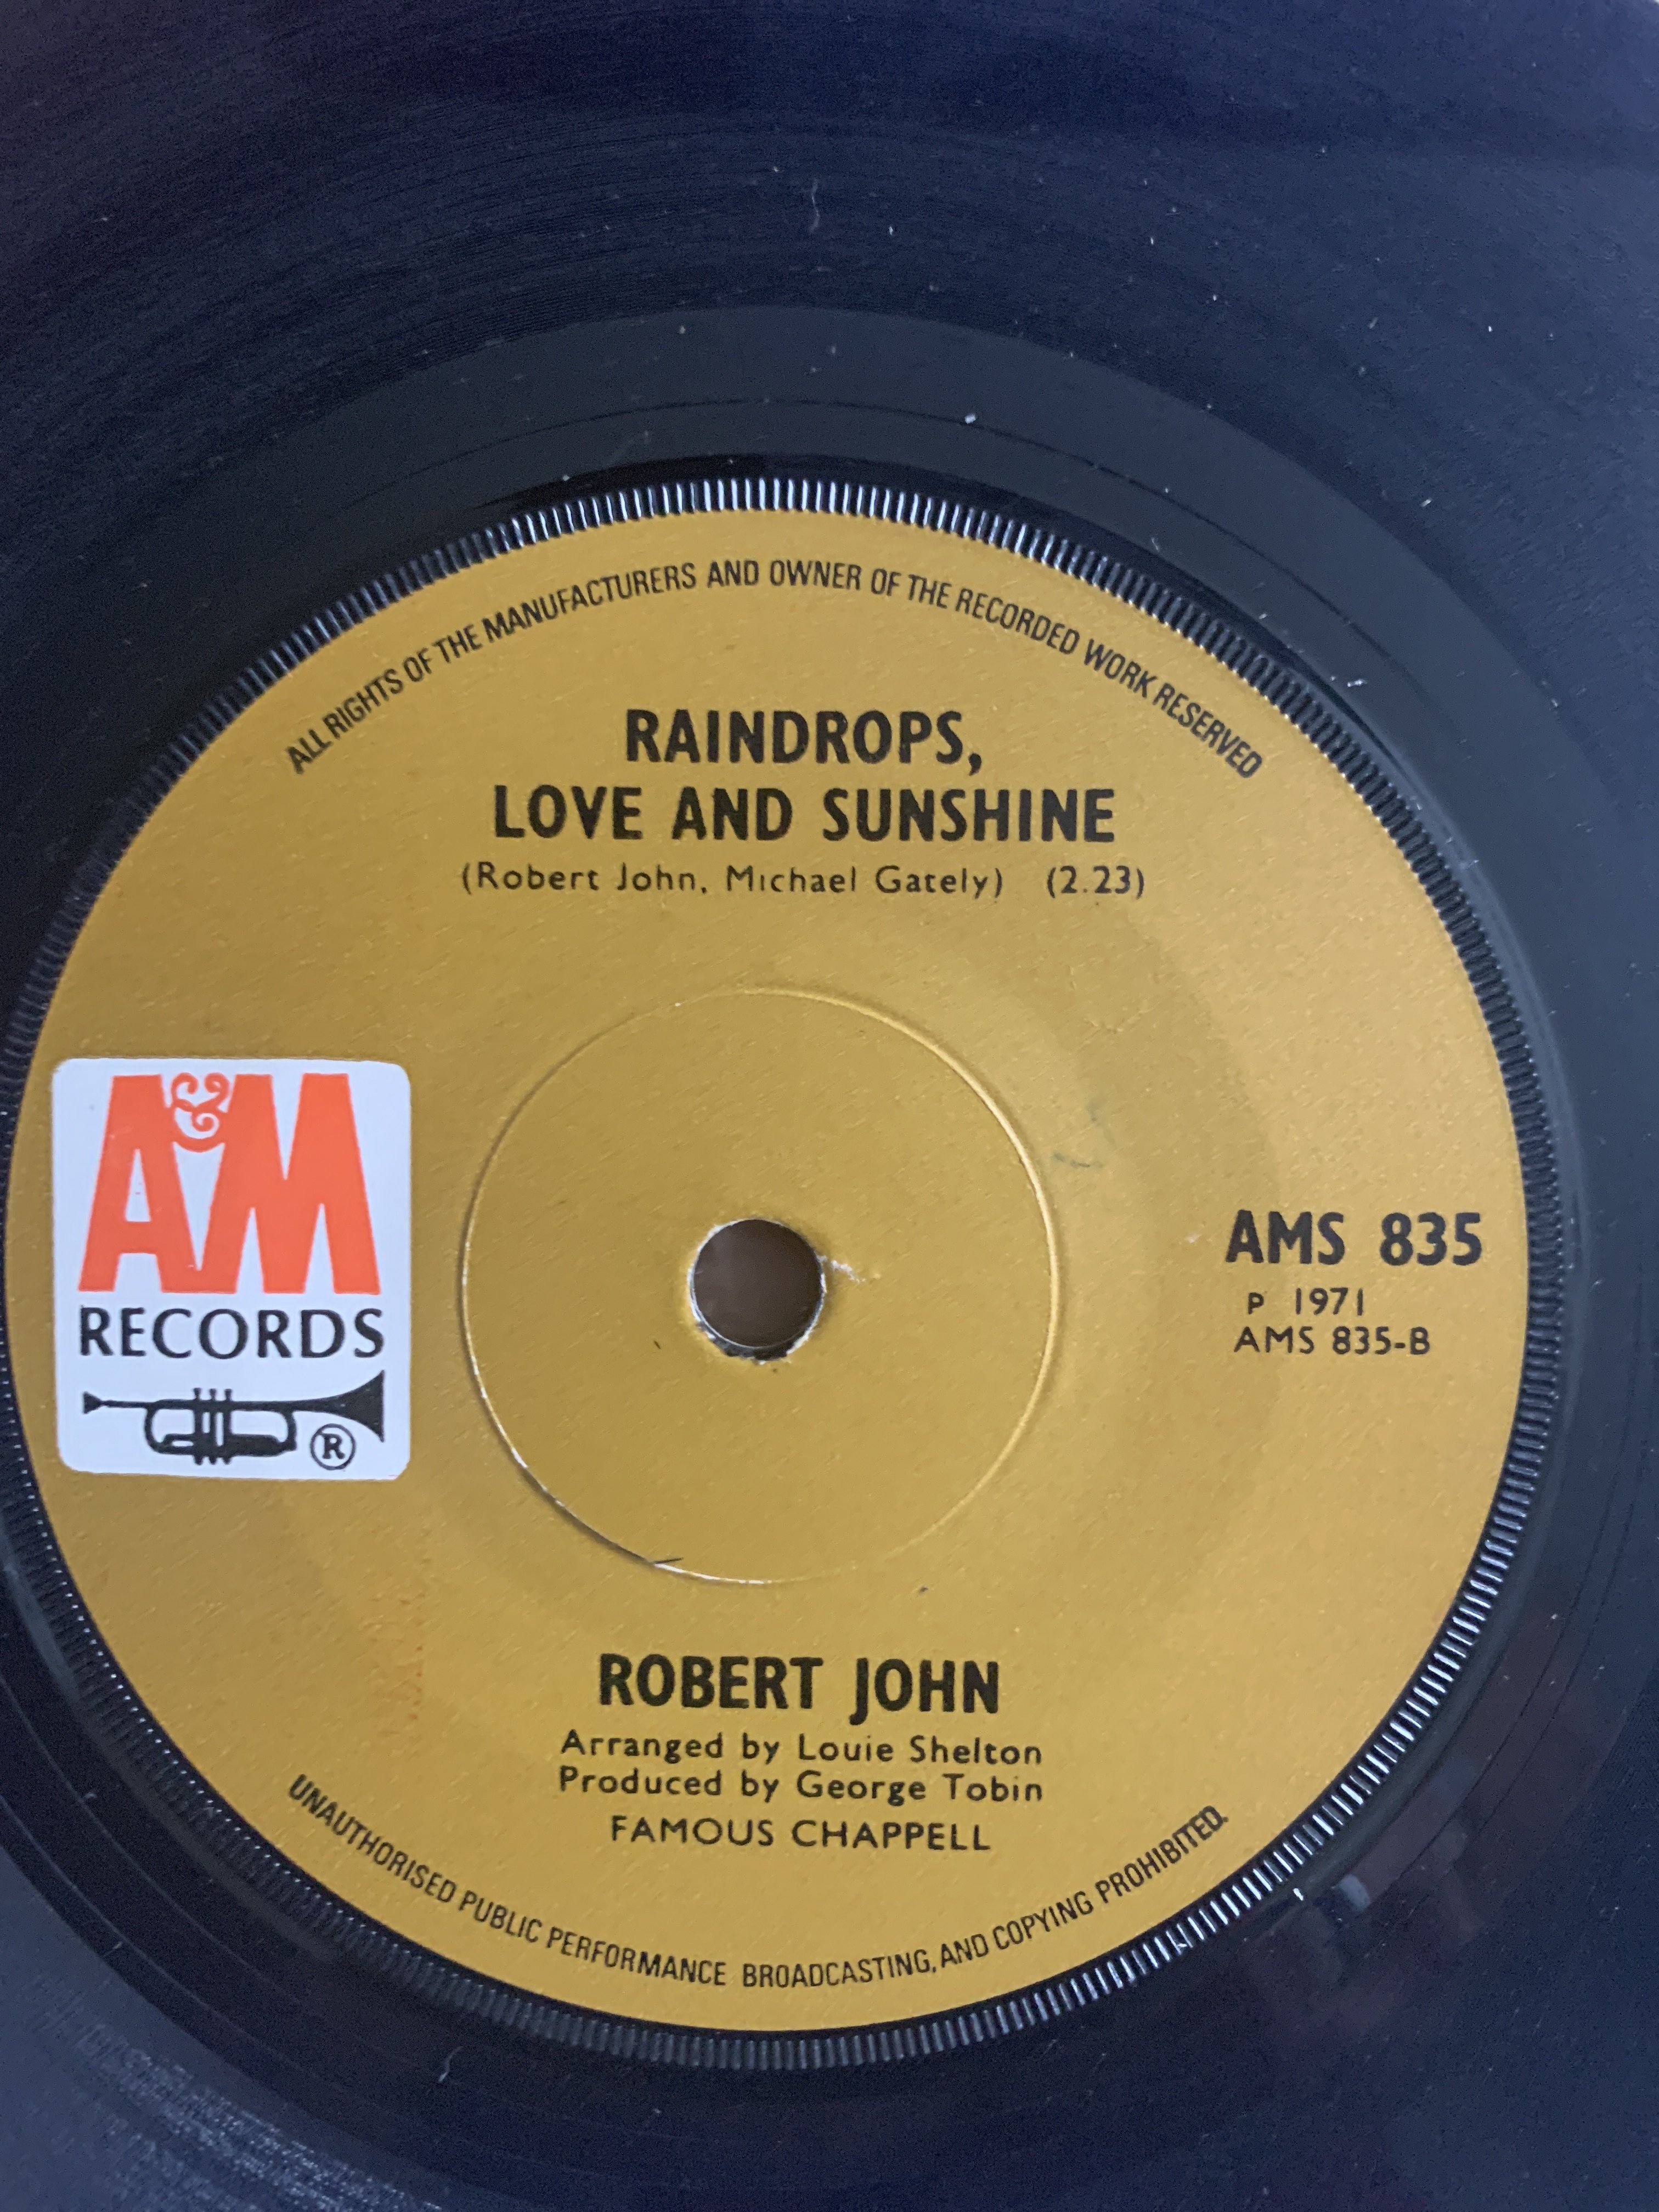 ALL RIGHTS OF THE MANUFACTURERS AND OWNER OF THE RECORDED WORK RESERVED
RAINDROPS,
LOVE AND SUNSHINE
(Robert John, Michael Gately) (2.23)
A&M
RECORDS
®
AMS 835
P 1971
AMS 835-B
ROBERT JOHN
Arranged by Louie Shelton
Produced by George Tobin
FAMOUS CHAPPELL
UNAUTHORISED PUBLIC PERFORMANCE BROADCASTING, AND COPYING PROHIBITED.